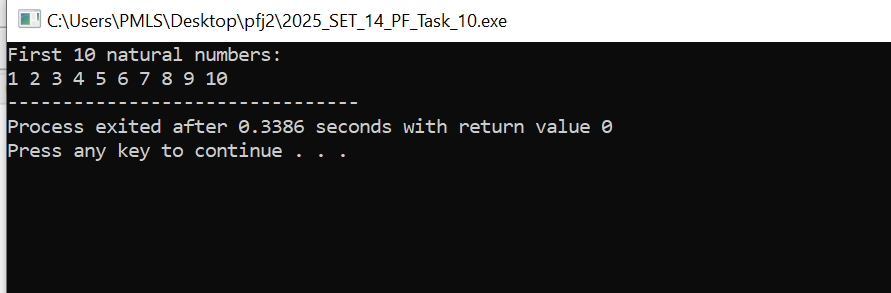 C:\Users\PMLS\Desktop\pfj2\2025_SET_14_PF_Task_10.exe
First 10 natural numbers:
1 2 3 4 5 6 7 8 9 10
--------------------------------
Process exited after 0.3386 seconds with return value 0
Press any key to continue . . .